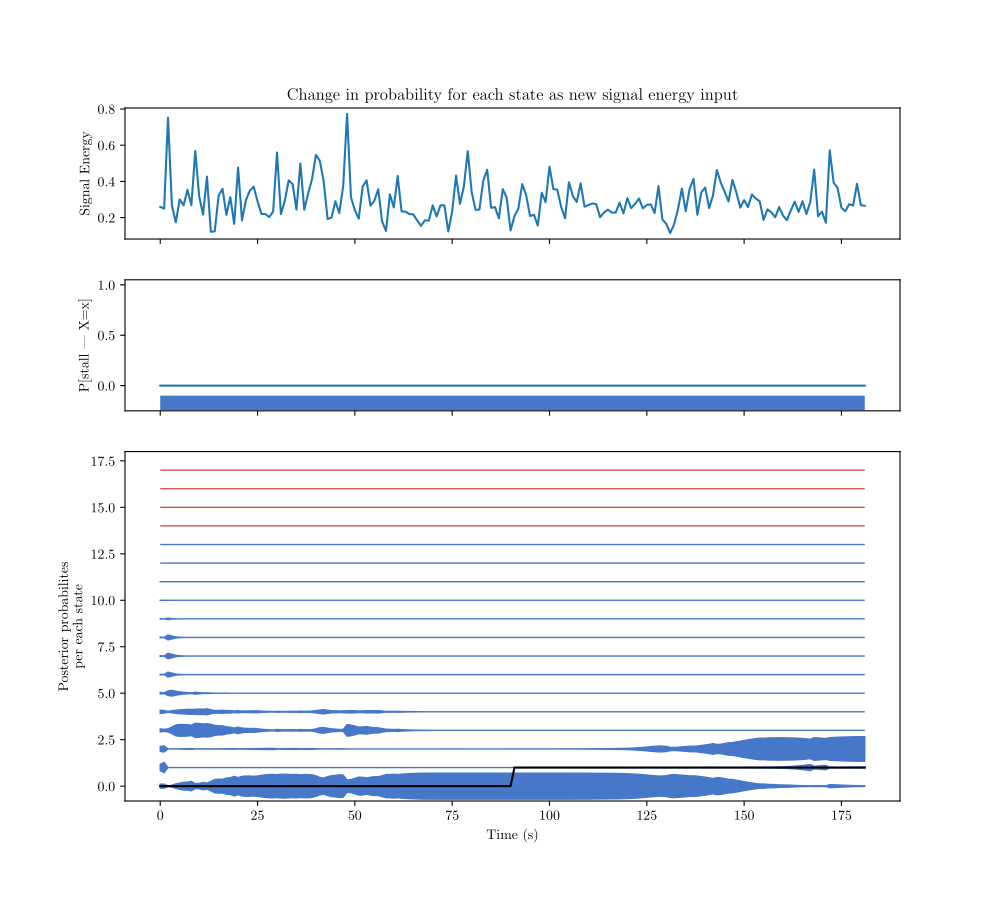 Change in probability for each state as new signal energy input
0.8
0.6
0.4
0.2
Signal Energy
1.0
0.5
0.0
P[stall — X=x]
17.5
15.0
12.5
10.0
7.5
5.0
2.5
0.0
Posterior probabilites
per each state
0 25 50 75 100 125 150 175
Time (s)